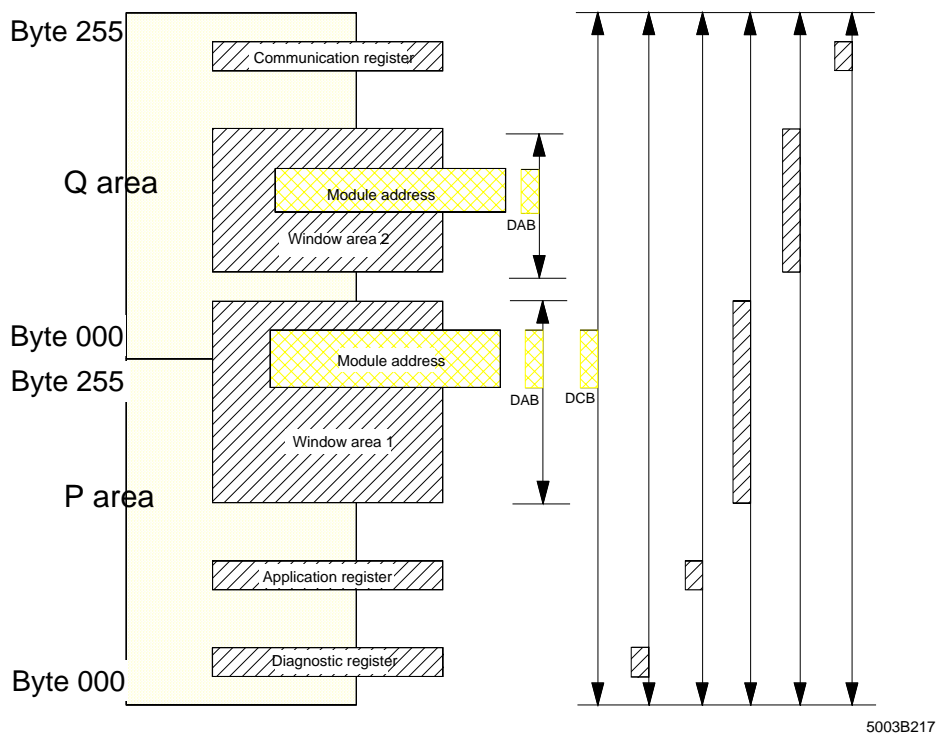 Byte 255
Communication register
Q area
Module address
DAB
Window area 2
Byte 000
Module address
Byte 255
DAB
DCB
Window area 1
P area
Application register
Diagnostic register
Byte 000
5003B217